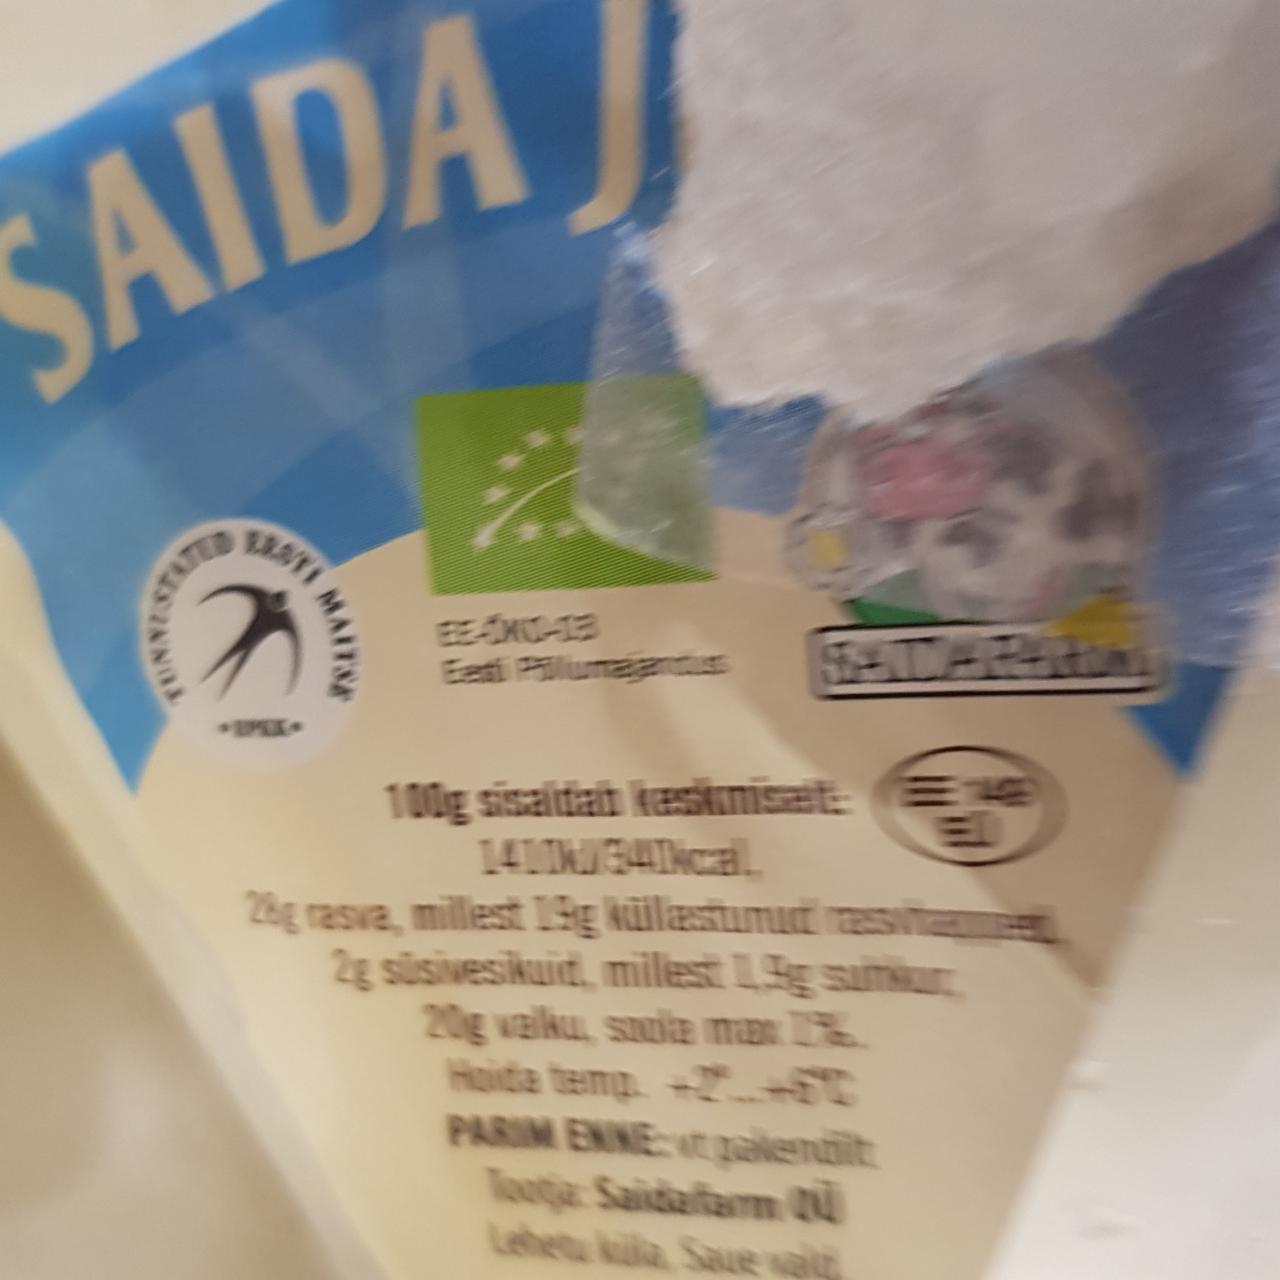 SAIDA J
TUNNUSTATUD EESTI MAITSE
•EPKK•
EE-ÖKO-
Eesti Põllumajandus
SAIDAFARM
100g sisaldab keskmiselt:
1410kJ/340kcal,
28g rasva, millest 19g küllastunud rasvhappeid,
2g süsivesikuid, millest 1,9g suhkur,
20g valku, soola max 1%.
Hoida temp. +2°...+6°C
PARIM ENNE: vt pakendilt
Tootja: Saidafarm OÜ
Lehetu küla, Saue vald,